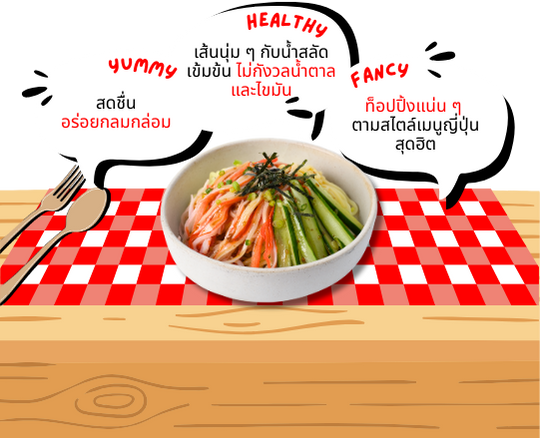 HEALTHY
เส้นนุ่ม ๆ กับน้ำสลัด
เข้มข้น ไม่กังวลน้ำตาล
และไขมัน
YUMMY
สดชื่น
อร่อยกลมกล่อม
FANCY
ท็อปปิ้งแน่น ๆ
ตามสไตล์เมนูญี่ปุ่น
สุดฮิต